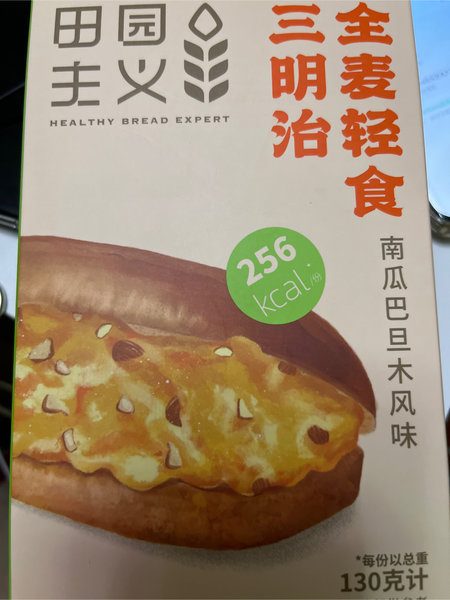 田园
主义
HEALTHY BREAD EXPERT
全麦轻食
三明治
256
kcal/份
南瓜巴旦木风味
*每份以总重
130克计